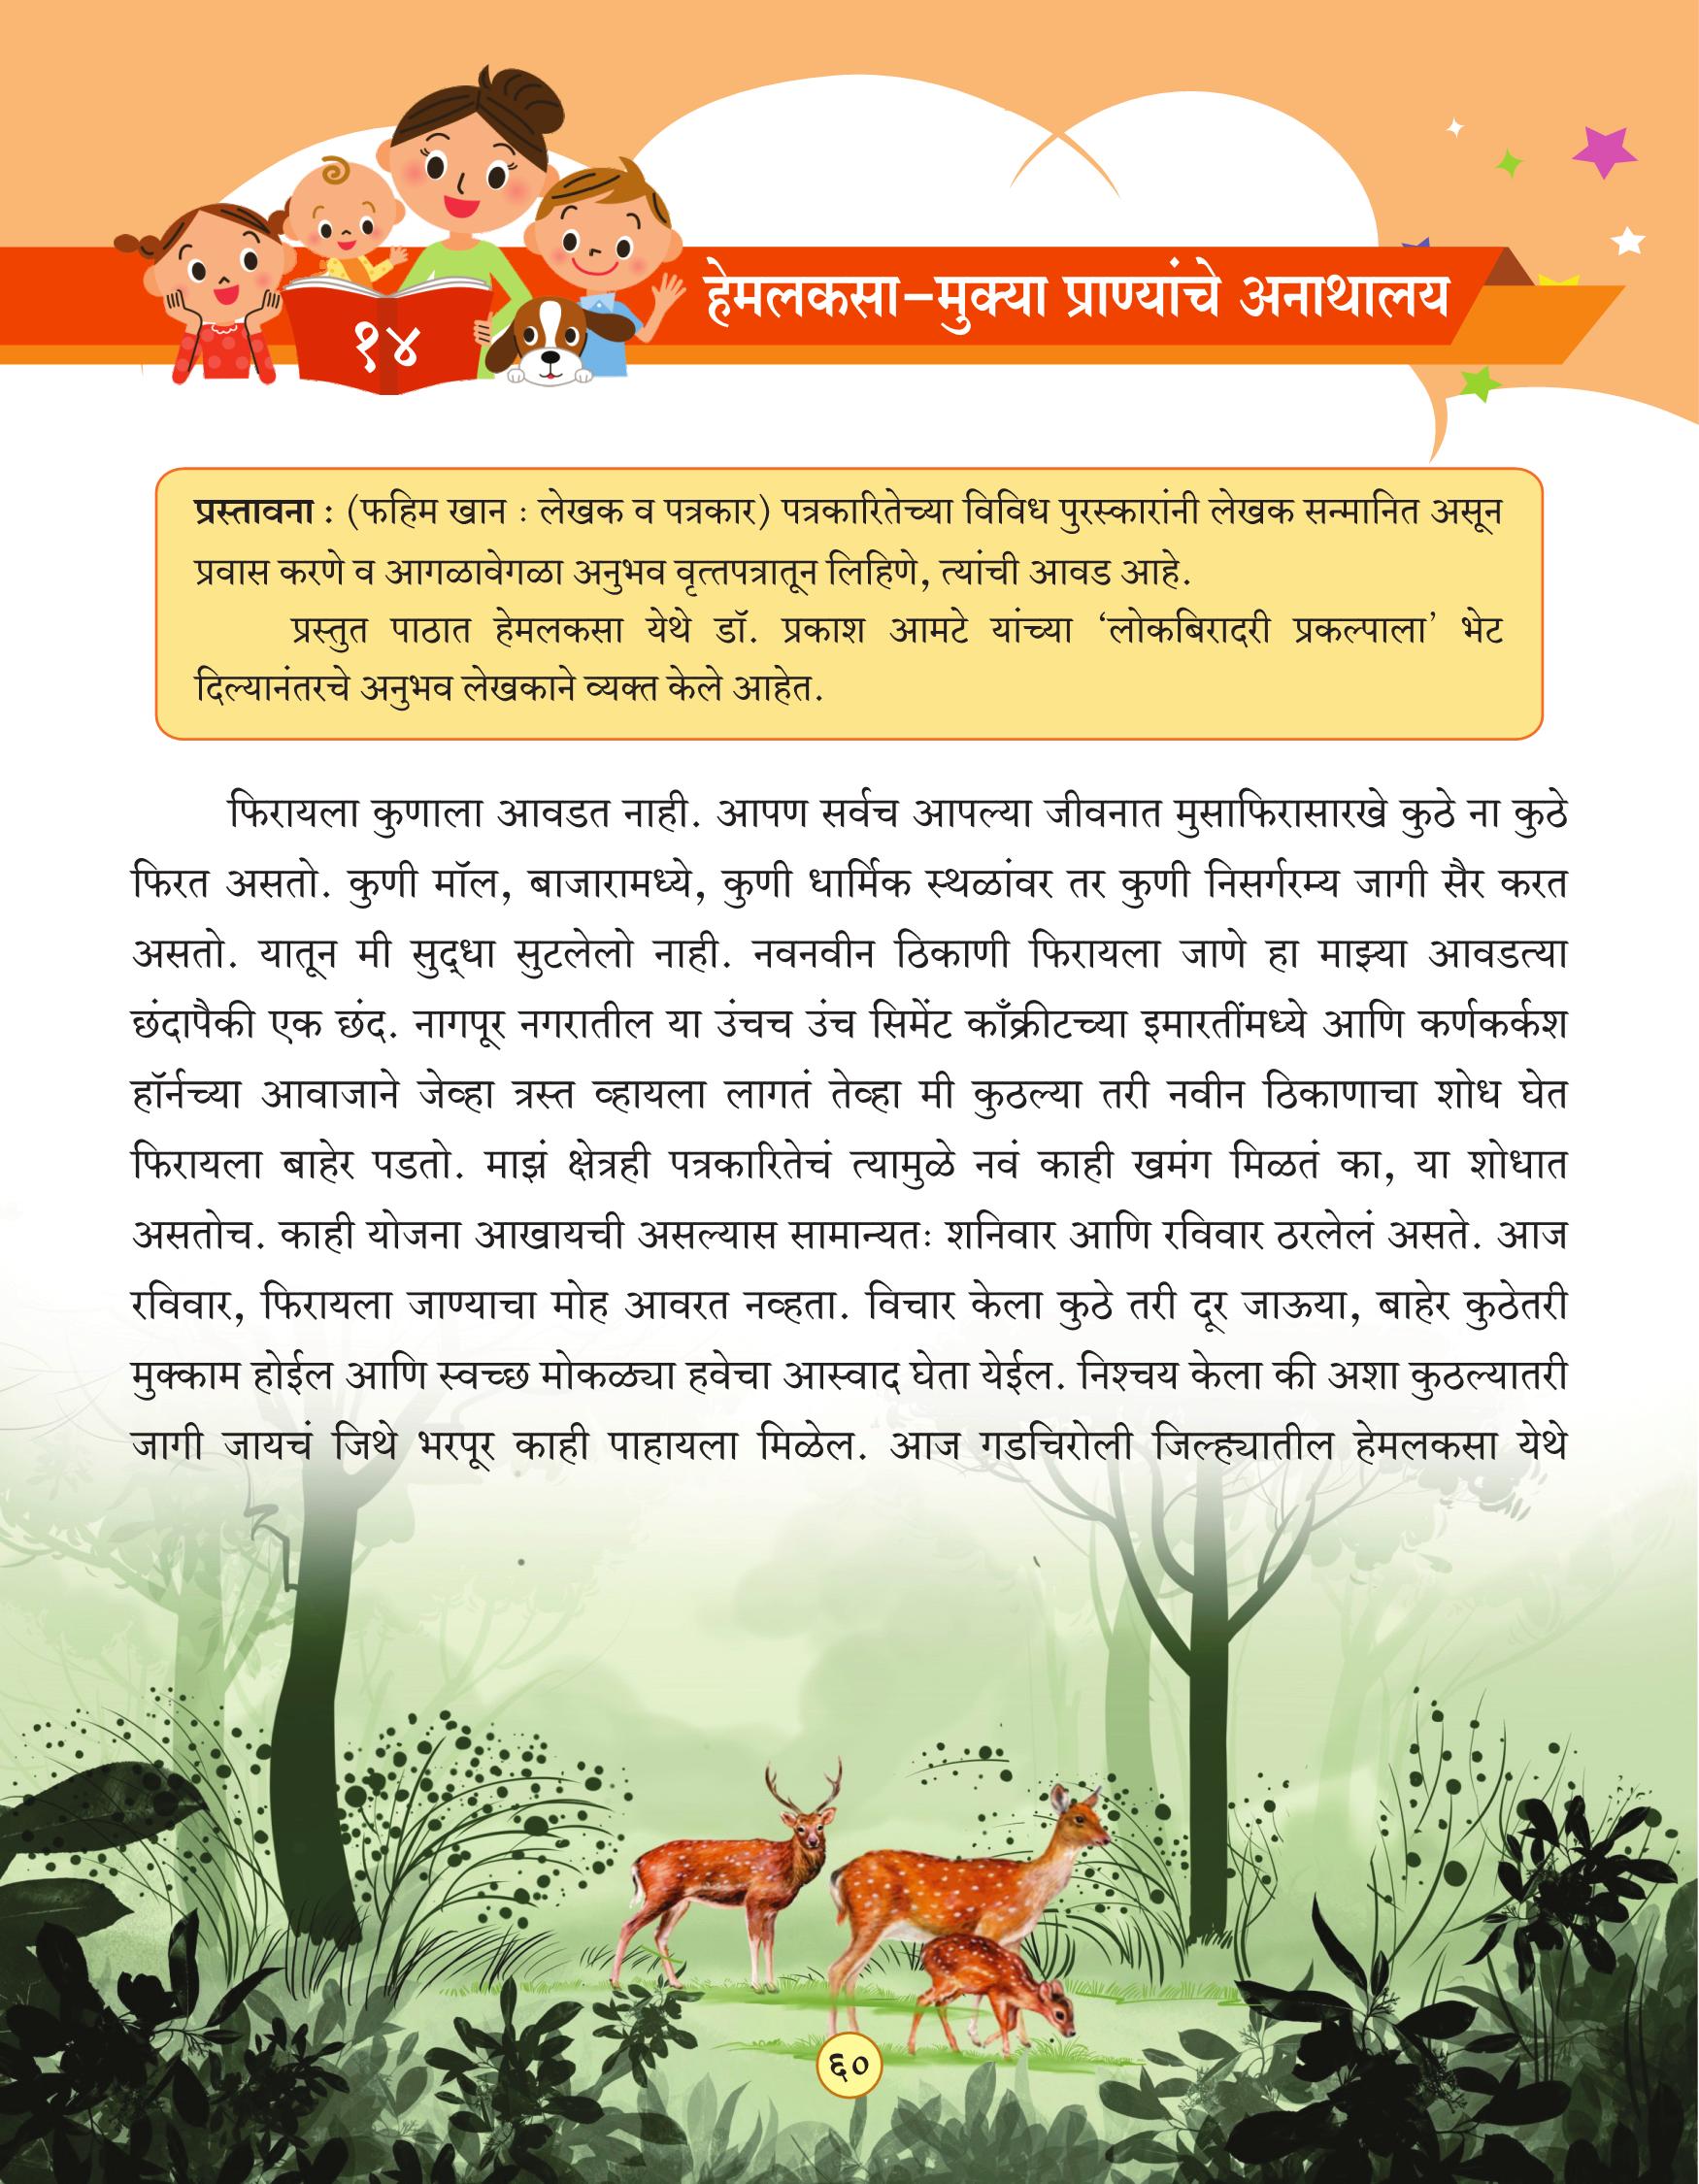 हेमलकसा–मुक्या प्राण्यांचे अनाथालय
१४
प्रस्तावना : (फहिम खान : लेखक व पत्रकार) पत्रकारितेच्या विविध पुरस्कारांनी लेखक सन्मानित असून
प्रवास करणे व आगळावेगळा अनुभव वृत्तपत्रातून लिहिणे, त्यांची आवड आहे.
प्रस्तुत पाठात हेमलकसा येथे डॉ. प्रकाश आमटे यांच्या ‘लोकबिरादरी प्रकल्पाला’ भेट
दिल्यानंतरचे अनुभव लेखकाने व्यक्त केले आहेत.
फिरायला कुणाला आवडत नाही. आपण सर्वच आपल्या जीवनात मुसाफिरासारखे कुठे ना कुठे
फिरत असतो. कुणी मॉल, बाजारामध्ये, कुणी धार्मिक स्थळांवर तर कुणी निसर्गरम्य जागी सैर करत
असतो. यातून मी सुद्धा सुटलेलो नाही. नवनवीन ठिकाणी फिरायला जाणे हा माझ्या आवडत्या
छंदापैकी एक छंद. नागपूर नगरातील या उंचच उंच सिमेंट काँक्रीटच्या इमारतींमध्ये आणि कर्णकर्कश
हॉर्नच्या आवाजाने जेव्हा त्रस्त व्हायला लागतं तेव्हा मी कुठल्या तरी नवीन ठिकाणाचा शोध घेत
फिरायला बाहेर पडतो. माझं क्षेत्रही पत्रकारितेचं त्यामुळे नवं काही खमंग मिळतं का, या शोधात
असतोच. काही योजना आखायची असल्यास सामान्यतः शनिवार आणि रविवार ठरलेलं असते. आज
रविवार, फिरायला जाण्याचा मोह आवरत नव्हता. विचार केला कुठे तरी दूर जाऊया, बाहेर कुठेतरी
मुक्काम होईल आणि स्वच्छ मोकळ्या हवेचा आस्वाद घेता येईल. निश्चय केला की अशा कुठल्यातरी
जागी जायचं जिथे भरपूर काही पाहायला मिळेल. आज गडचिरोली जिल्ह्यातील हेमलकसा येथे
६०